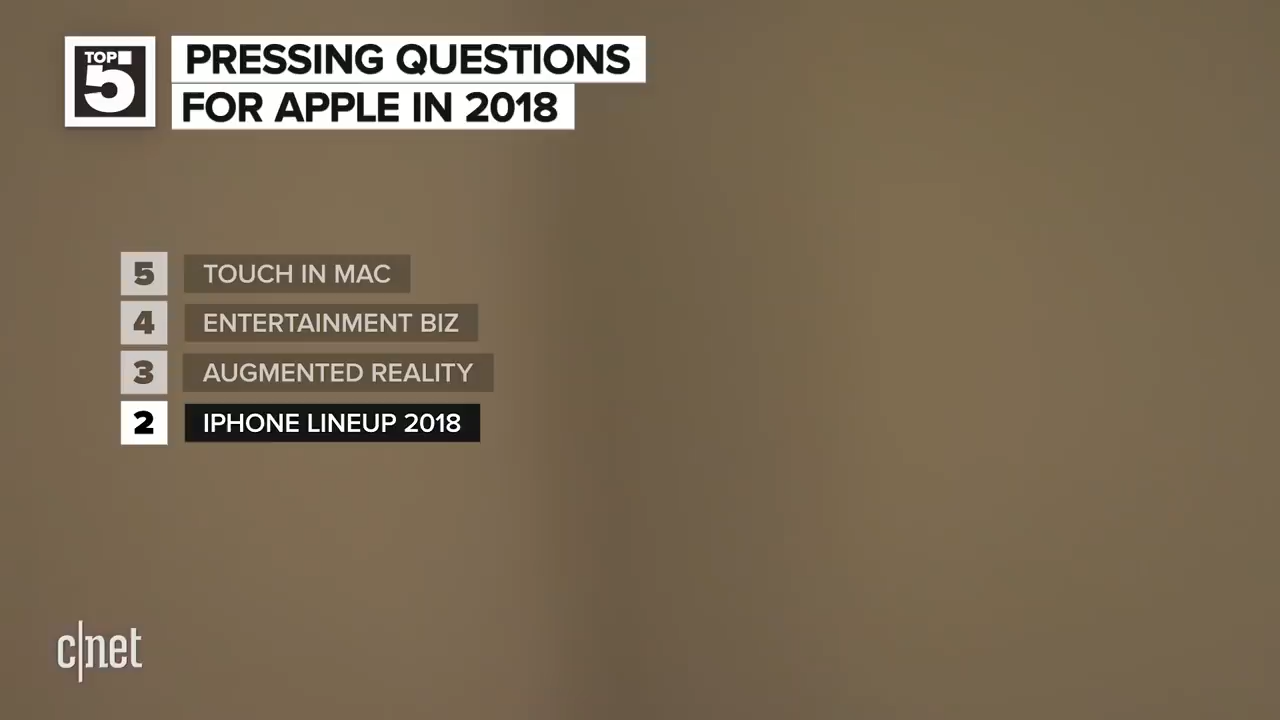 TOP 5
PRESSING QUESTIONS
FOR APPLE IN 2018
5 TOUCH IN MAC
4 ENTERTAINMENT BIZ
3 AUGMENTED REALITY
2 IPHONE LINEUP 2018
c|net